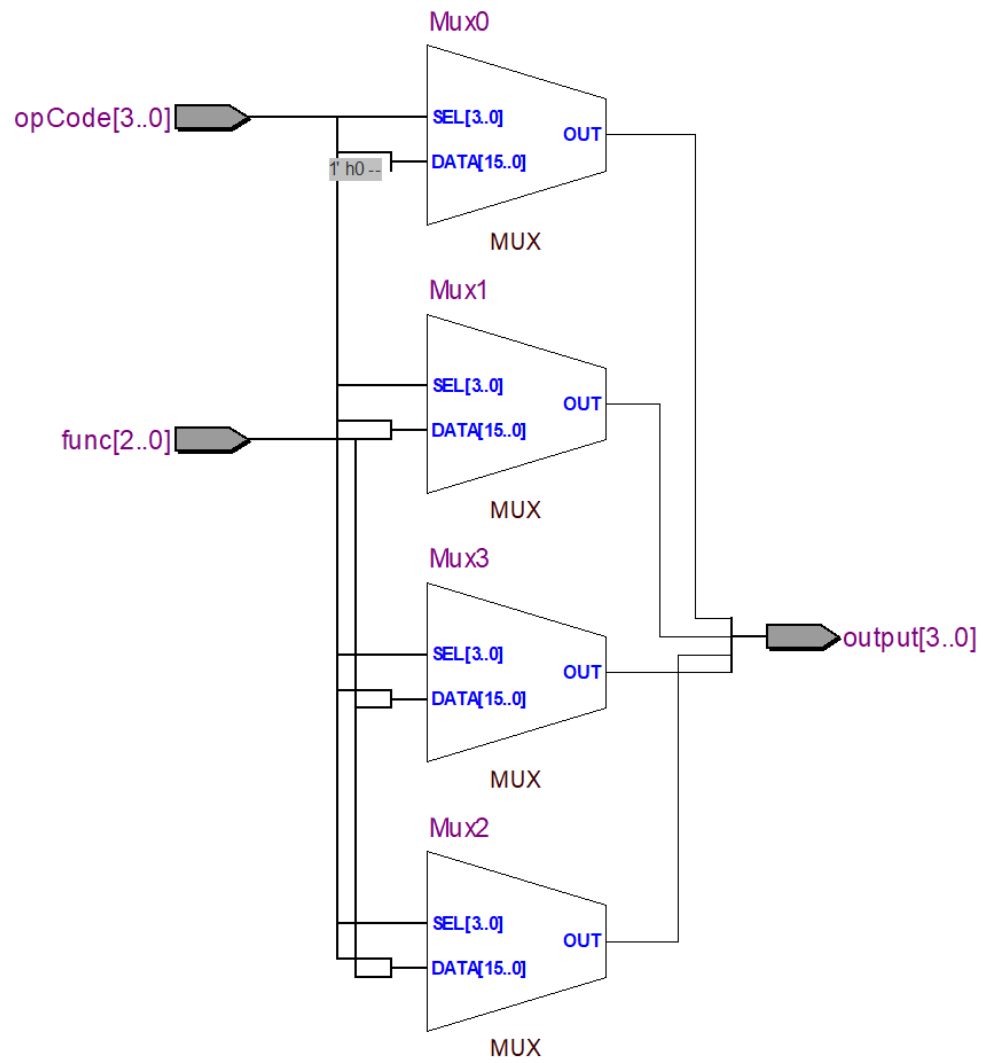 Mux0
opCode[3..0]
SEL[3..0]
OUT
1' h0 --
DATA[15..0]
MUX
Mux1
SEL[3..0]
OUT
func[2..0]
DATA[15..0]
MUX
Mux3
SEL[3..0]
output[3..0]
OUT
DATA[15..0]
MUX
Mux2
SEL[3..0]
OUT
DATA[15..0]
MUX